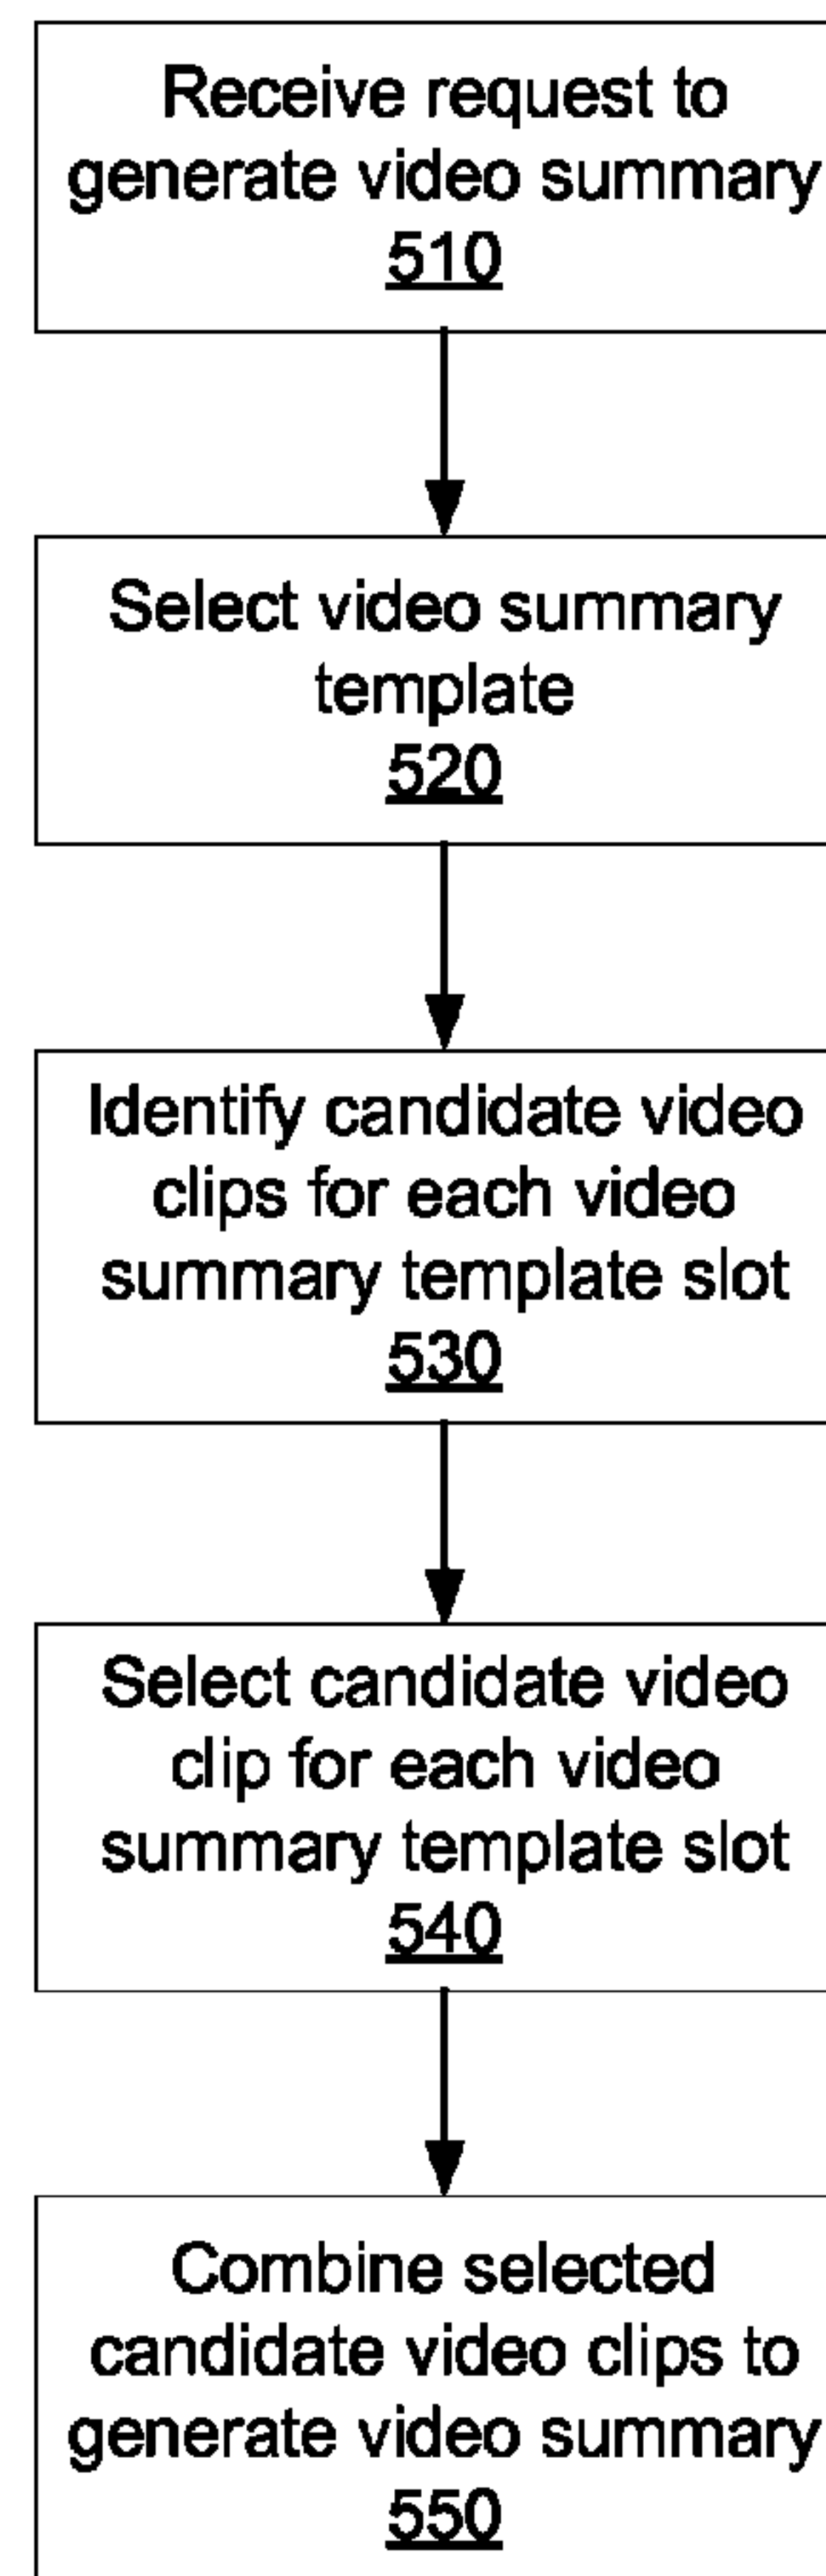 Receive request to
generate video summary
510
Select video summary
template
520
Identify candidate video
clips for each video
summary template slot
530
Select candidate video
clip for each video
summary template slot
540
Combine selected
candidate video clips to
generate video summary
550